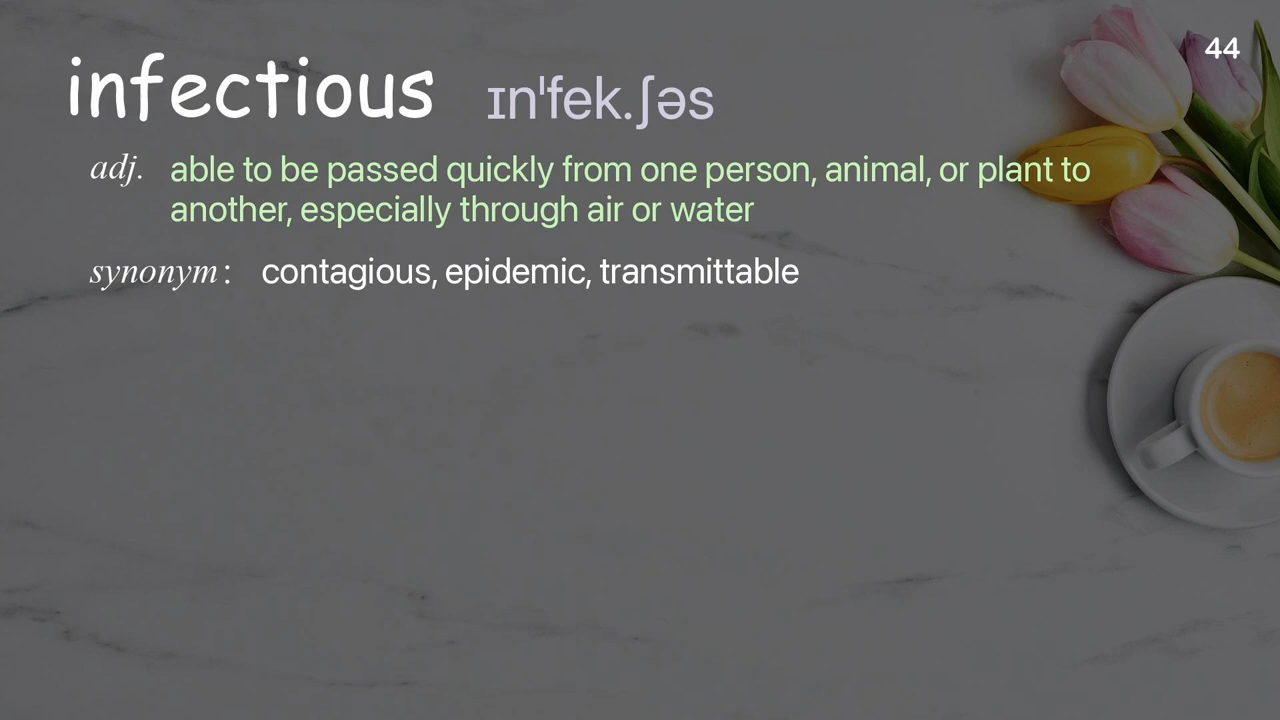 44
infectious ɪnˈfek.ʃəs
adj. able to be passed quickly from one person, animal, or plant to
another, especially through air or water
synonym: contagious, epidemic, transmittable